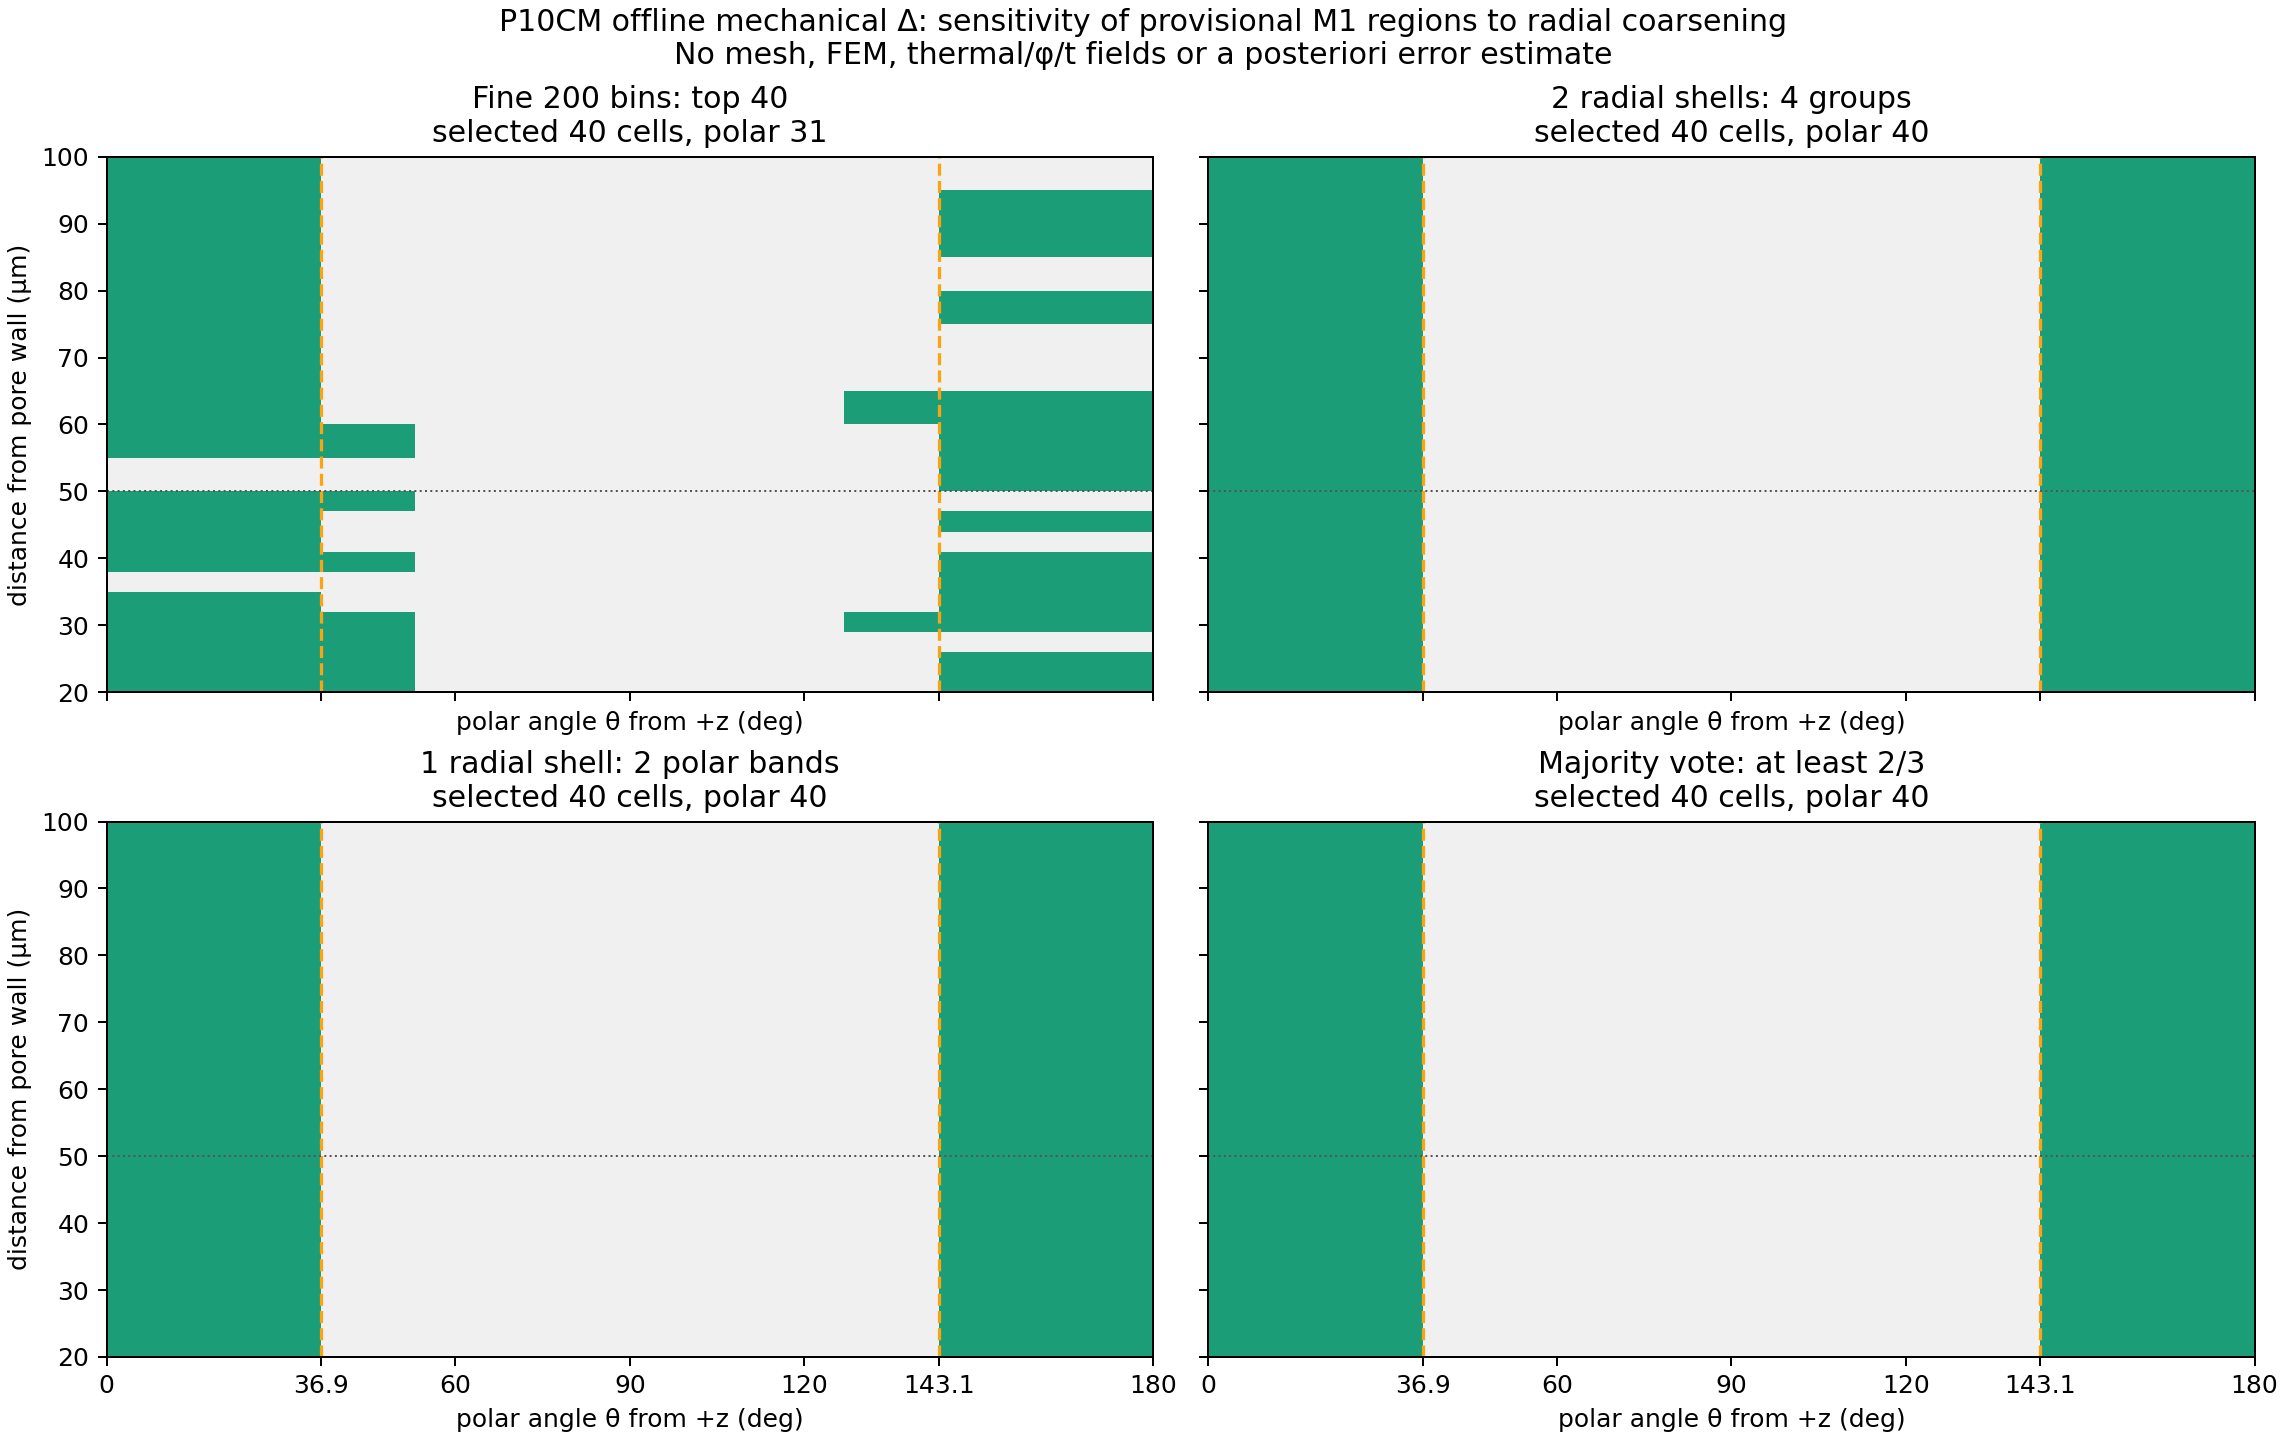 P10CM offline mechanical Δ: sensitivity of provisional M1 regions to radial coarsening
No mesh, FEM, thermal/φ/t fields or a posteriori error estimate
Fine 200 bins: top 40
selected 40 cells, polar 31
100
90
80
70
60
50
40
30
20
distance from pore wall (µm)
polar angle θ from +z (deg)
2 radial shells: 4 groups
selected 40 cells, polar 40
polar angle θ from +z (deg)
1 radial shell: 2 polar bands
selected 40 cells, polar 40
100
90
80
70
60
50
40
30
20
distance from pore wall (µm)
0 36.9 60 90 120 143.1 180
polar angle θ from +z (deg)
Majority vote: at least 2/3
selected 40 cells, polar 40
0 36.9 60 90 120 143.1 180
polar angle θ from +z (deg)